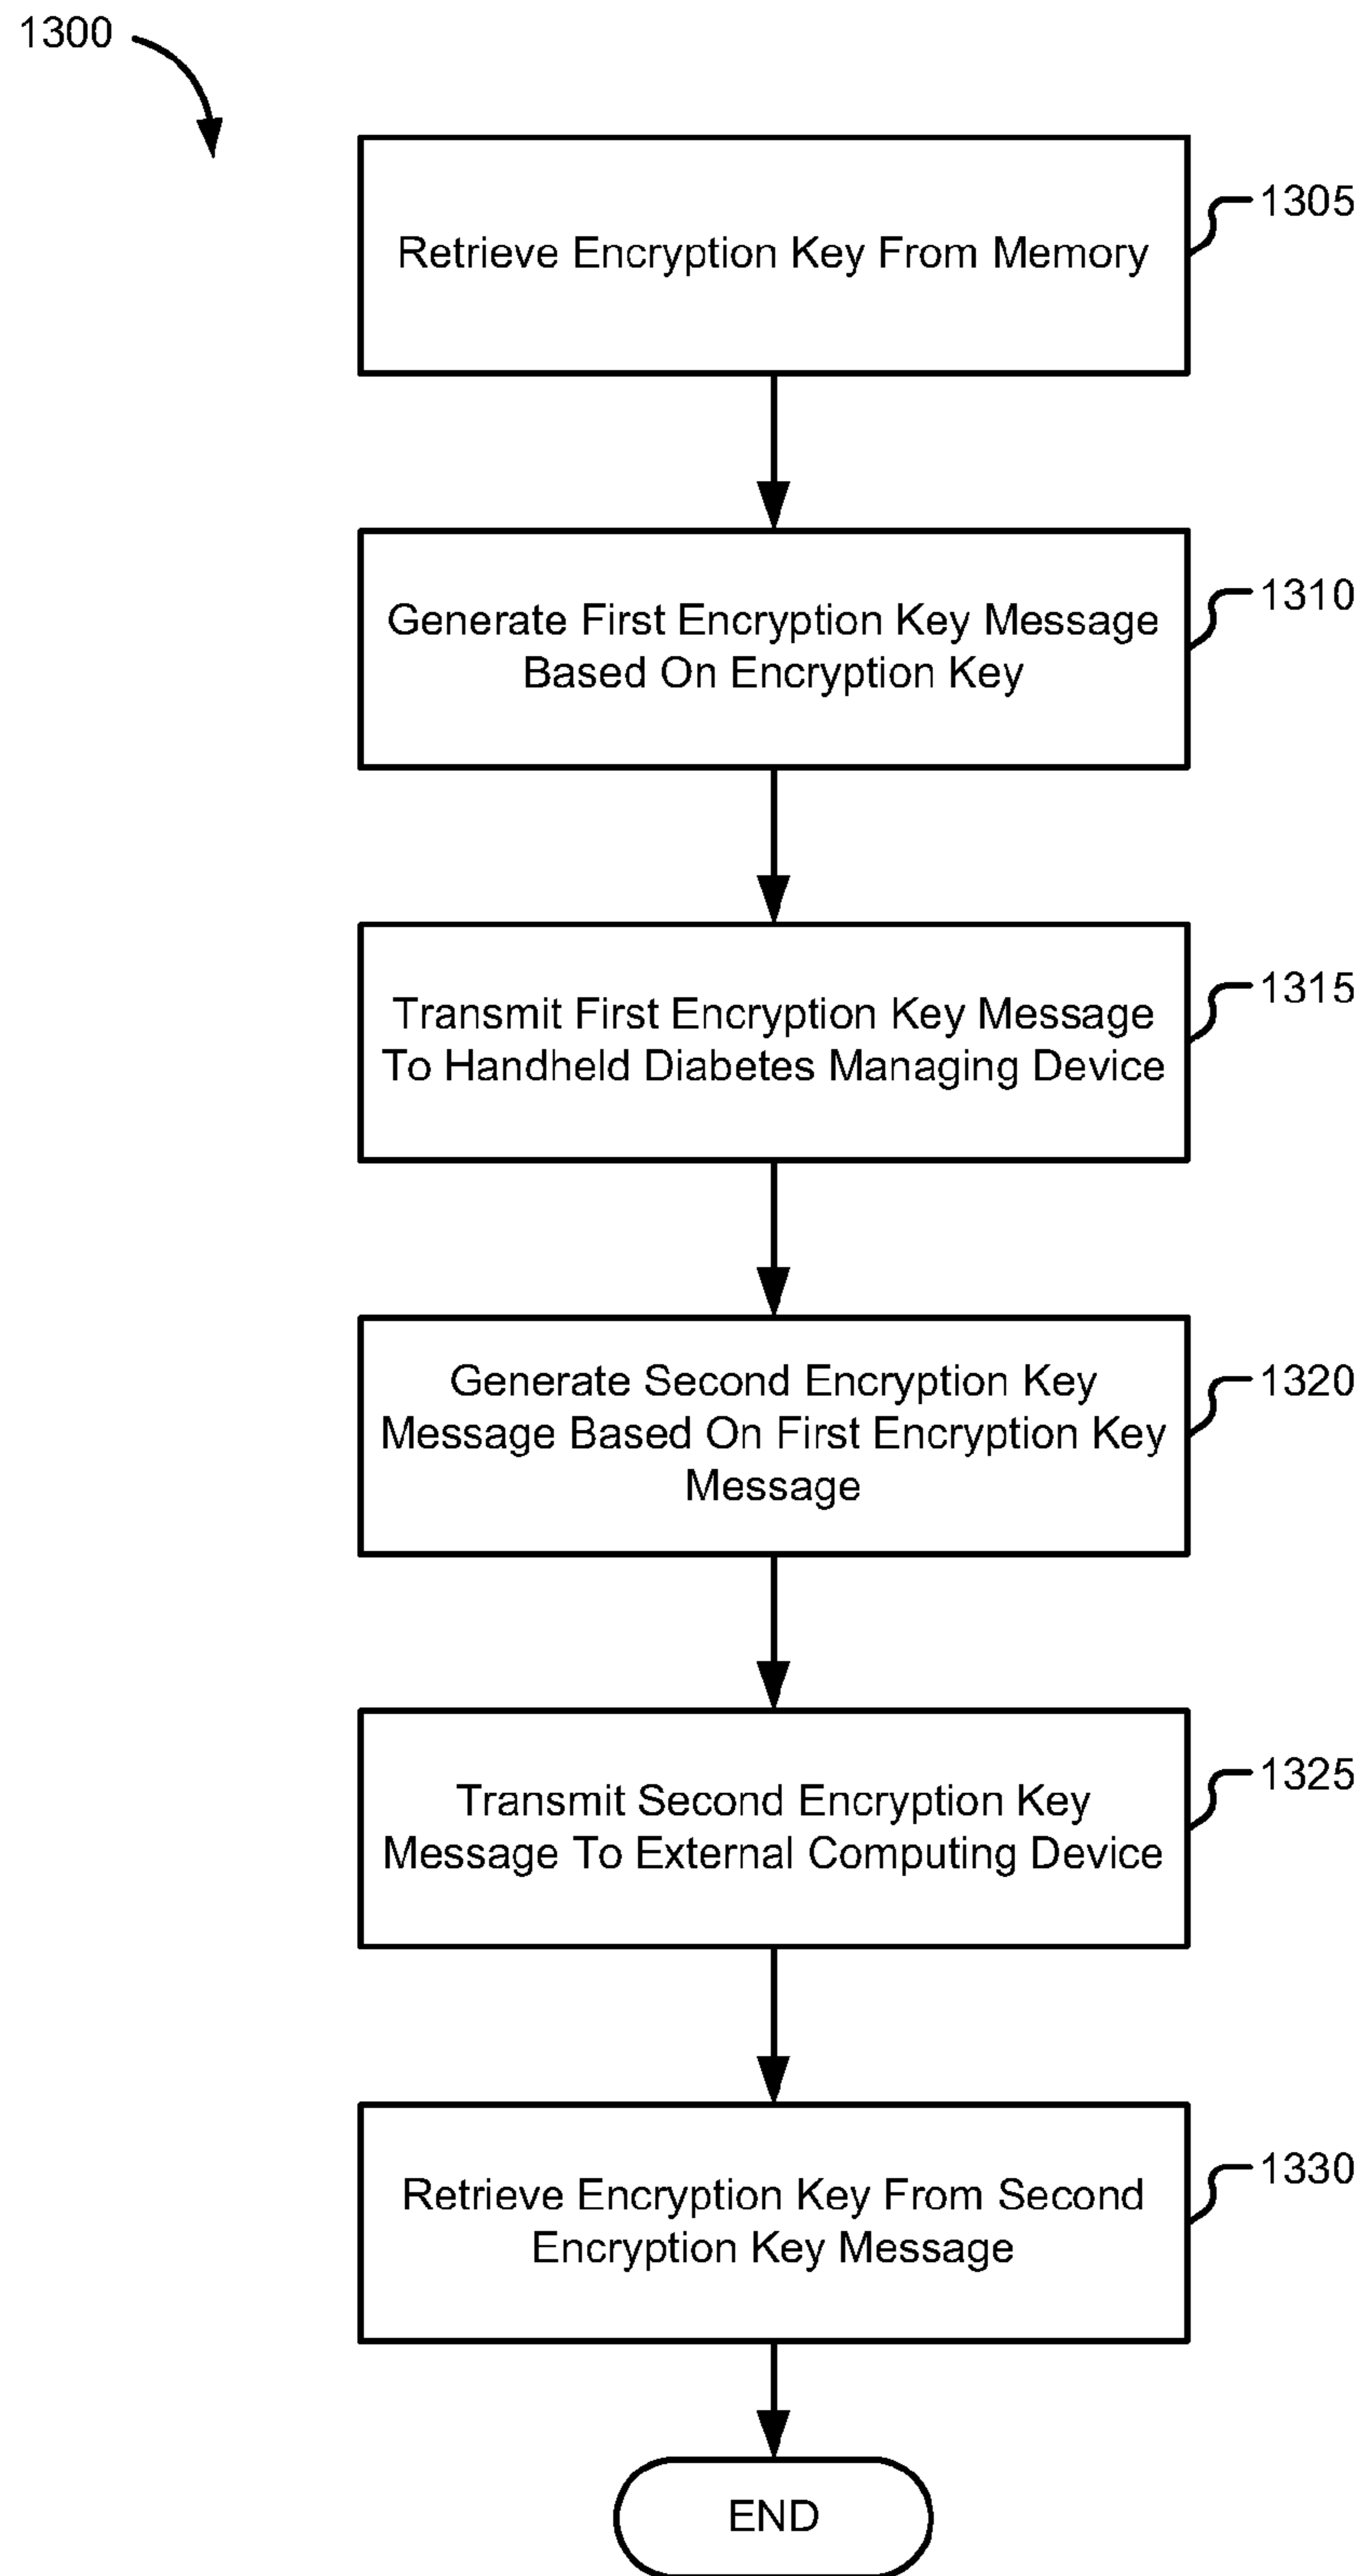 1300
Retrieve Encryption Key From Memory
1305
Generate First Encryption Key Message
Based On Encryption Key
1310
Transmit First Encryption Key Message
To Handheld Diabetes Managing Device
1315
Generate Second Encryption Key
Message Based On First Encryption Key
Message
1320
Transmit Second Encryption Key
Message To External Computing Device
1325
Retrieve Encryption Key From Second
Encryption Key Message
1330
END